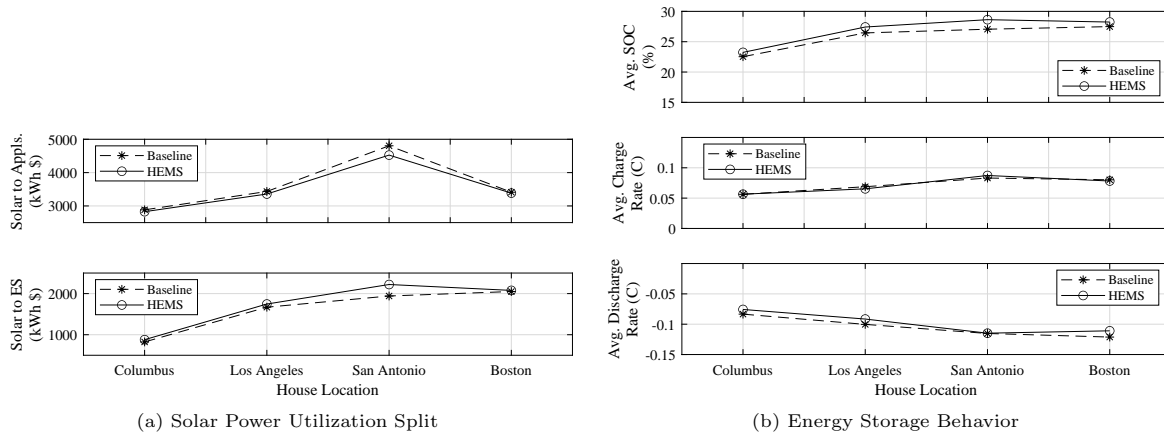 Solar to Appls.
(kWh $)
5000
4000
3000
Baseline
HEMS
Solar to ES
(kWh $)
2000
1000
Baseline
HEMS
Columbus Los Angeles San Antonio Boston
House Location
(a) Solar Power Utilization Split
Avg. SOC
(%)
30
25
20
15
Baseline
HEMS
Avg. Charge
Rate (C)
0.1
0.05
0
Baseline
HEMS
Avg. Discharge
Rate (C)
-0.05
-0.1
-0.15
Baseline
HEMS
Columbus Los Angeles San Antonio Boston
House Location
(b) Energy Storage Behavior